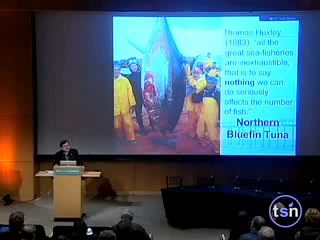 Thomas Huxley
(1883) "all the
great sea-fisheries
are inexhaustible;
that is to say
nothing we can
do seriously
affects the number
of fish."
Northern
Bluefin Tuna
tsn